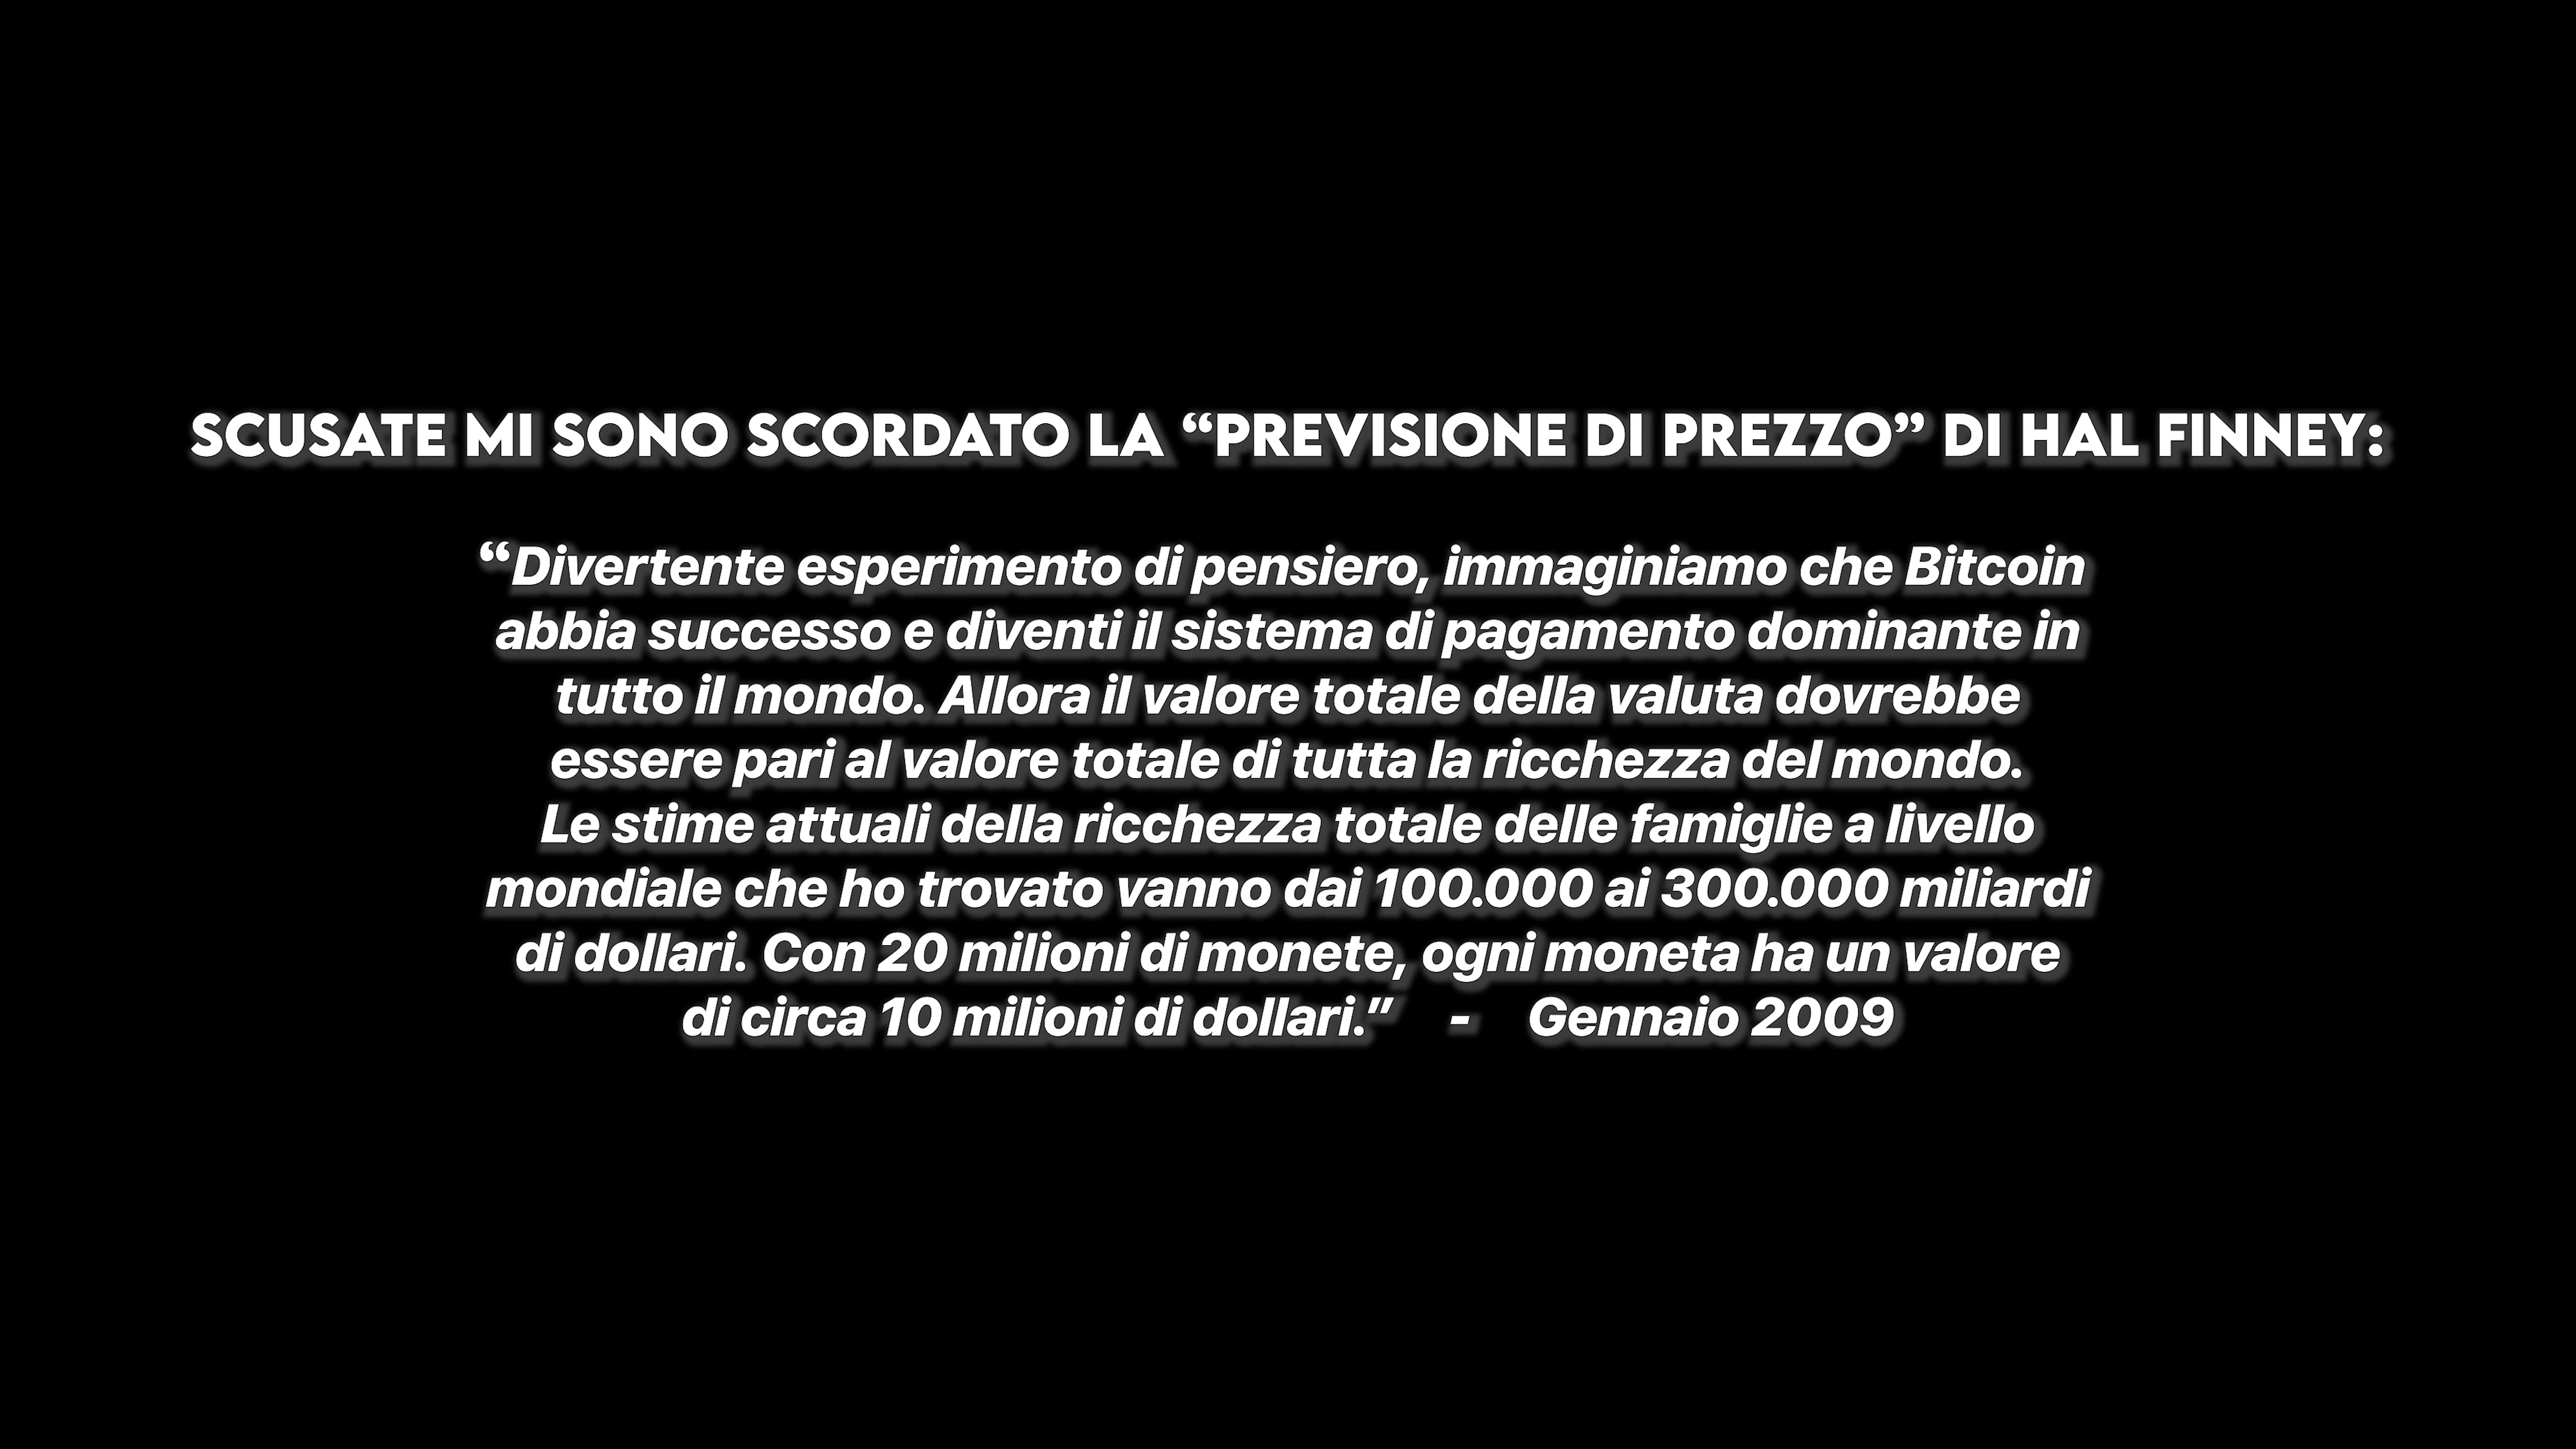 SCUSATE MI SONO SCORDATO LA “PREVISIONE DI PREZZO” DI HAL FINNEY:
“Divertente esperimento di pensiero, immaginiamo che Bitcoin
abbia successo e diventi il sistema di pagamento dominante in
tutto il mondo. Allora il valore totale della valuta dovrebbe
essere pari al valore totale di tutta la ricchezza del mondo.
Le stime attuali della ricchezza totale delle famiglie a livello
mondiale che ho trovato vanno dai 100.000 ai 300.000 miliardi
di dollari. Con 20 milioni di monete, ogni moneta ha un valore
di circa 10 milioni di dollari.” - Gennaio 2009